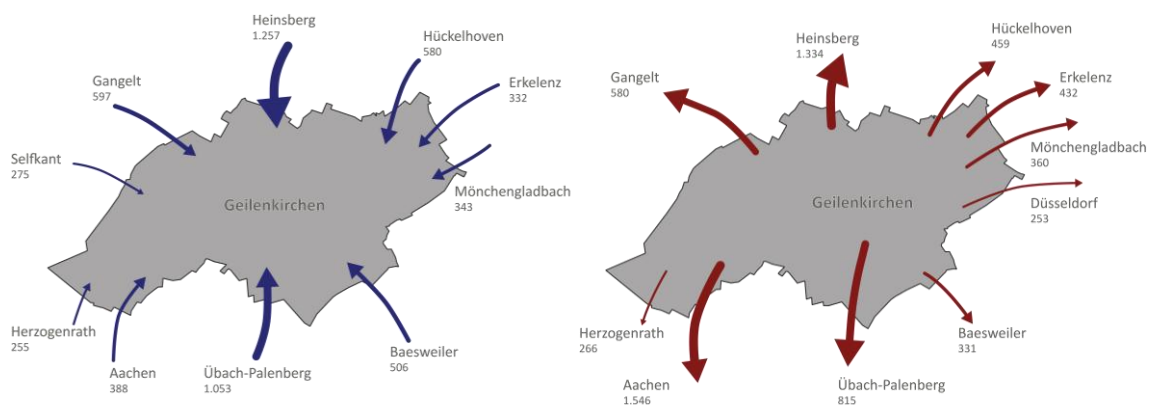 Heinsberg
1.257
Hückelhoven
580
Gangelt
597
Erkelenz
332
Selfkant
275
Mönchengladbach
343
Geilenkirchen
Herzogenrath
255
Aachen
388
Übach-Palenberg
1.053
Baesweiler
506
Heinsberg
1.334
Hückelhoven
459
Gangelt
580
Erkelenz
432
Mönchengladbach
360
Düsseldorf
253
Geilenkirchen
Herzogenrath
266
Aachen
1.546
Übach-Palenberg
815
Baesweiler
331